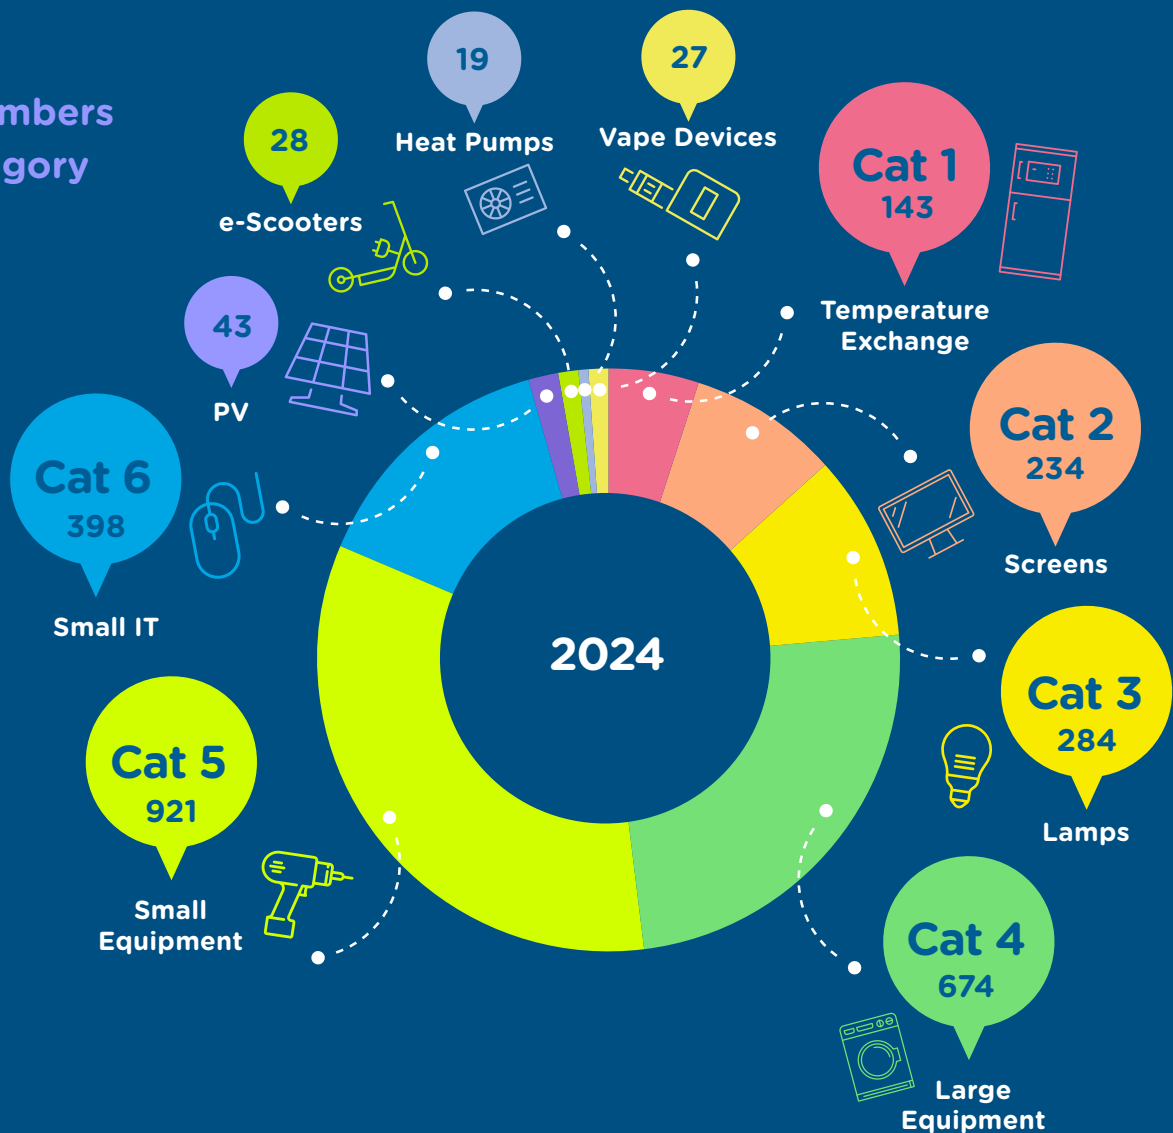 19
Heat Pumps
27
Vape Devices
28
e-Scooters
Cat 1
143
Temperature
Exchange
43
PV
Cat 2
234
Screens
Cat 6
398
Small IT
2024
Cat 3
284
Lamps
Cat 5
921
Small
Equipment
Cat 4
674
Large
Equipment